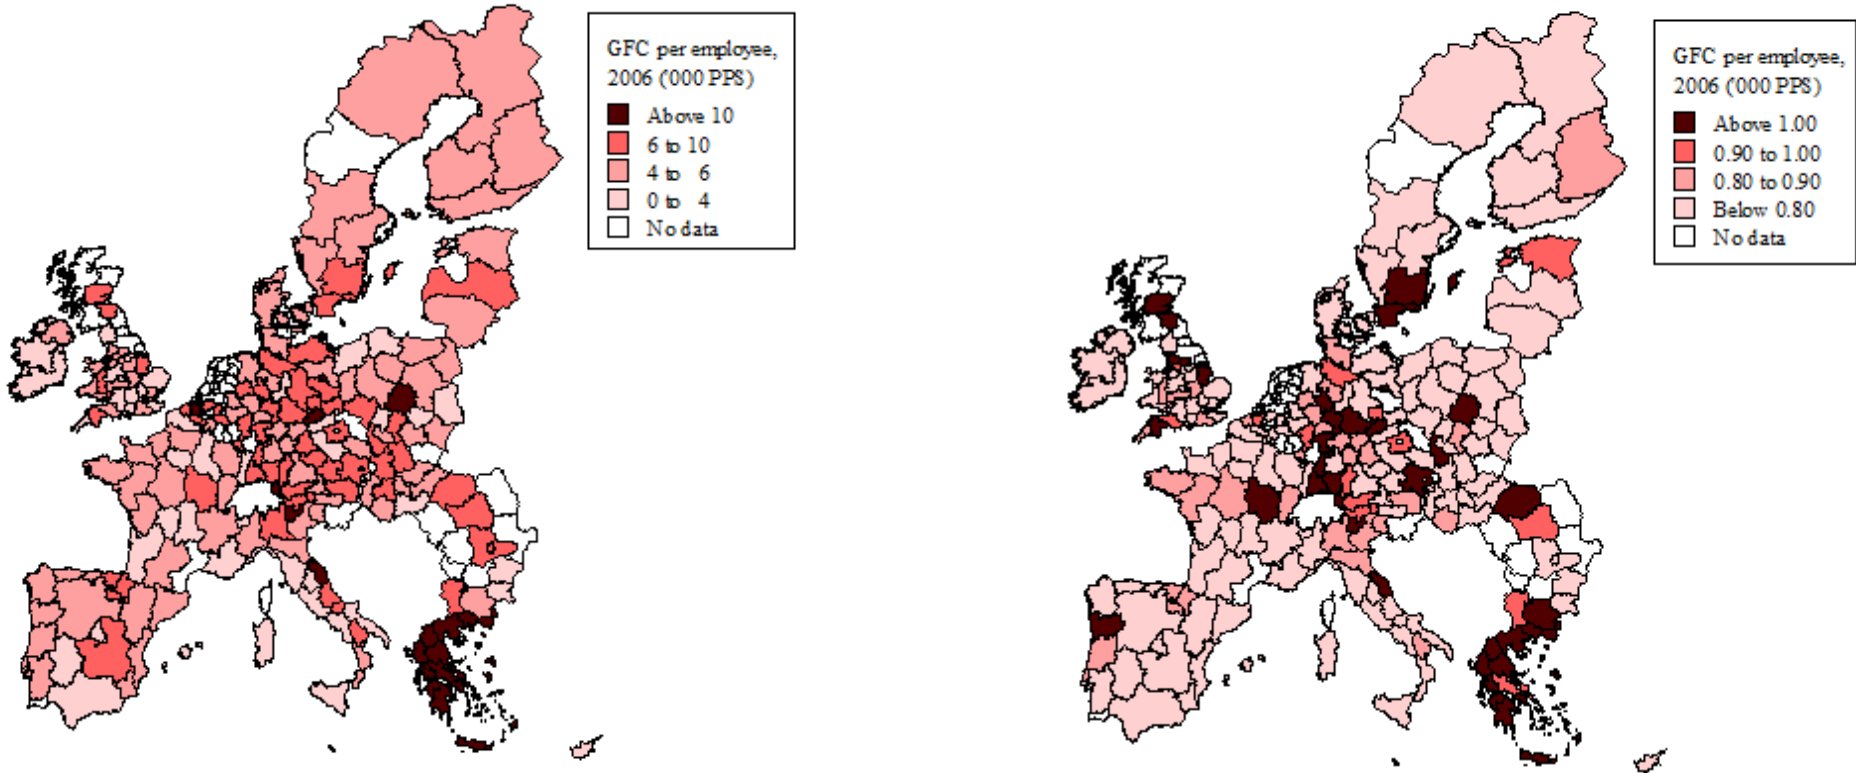 GFC per employee,
2006 ('000 PPS)
Above 10
6 to 10
4 to 6
0 to 4
No data
GFC per employee,
2006 ('000 PPS)
Above 1.00
0.90 to 1.00
0.80 to 0.90
Below 0.80
No data